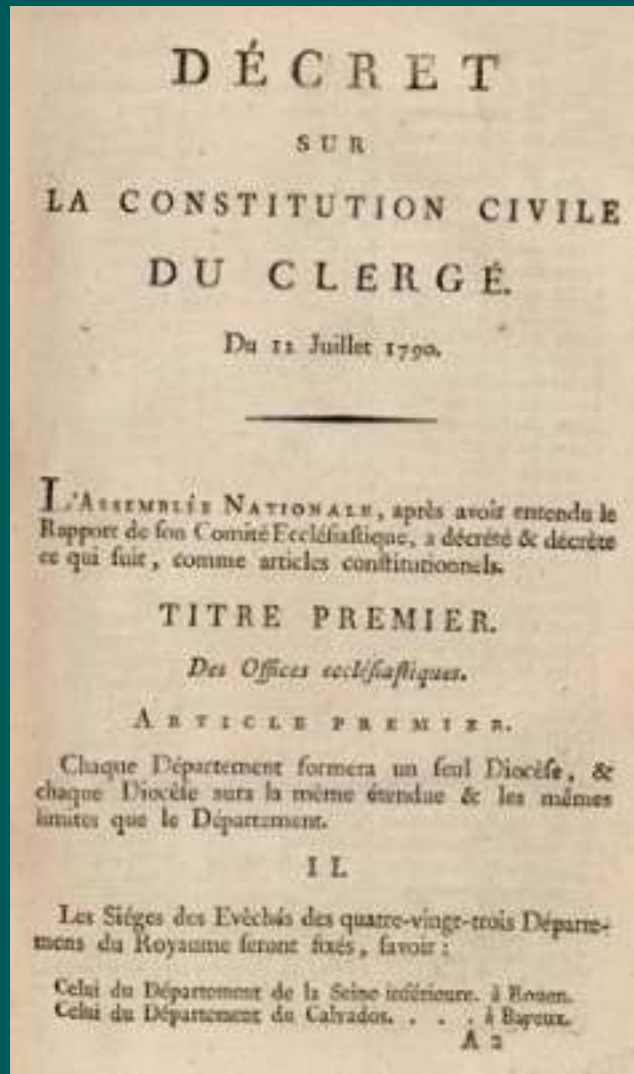 DÉCRET
SUR
LA CONSTITUTION CIVILE
DU CLERGÉ.
Du 12 Juillet 1790.
L'ASSEMBLÉE NATIONALE, après avoir entendu le
Rapport de ſon Comité Eccléſiaſtique, a décrété & décrète
ce qui ſuit, comme articles conſtitutionnels.
TITRE PREMIER.
Des Offices eccléſiaſtiques.
ARTICLE PREMIER.
Chaque Département formera un ſeul Diocèſe, &
chaque Diocèſe aura la même étendue & les mêmes
limites que le Département.
II.
Les Siéges des Evêchés des quatre-vingt-trois Départe-
mens du Royaume ſeront fixés, ſavoir :
Celui du Département de la Seine inférieure. à Rouen.
Celui du Département du Calvados. . . . à Bayeux.
A 2